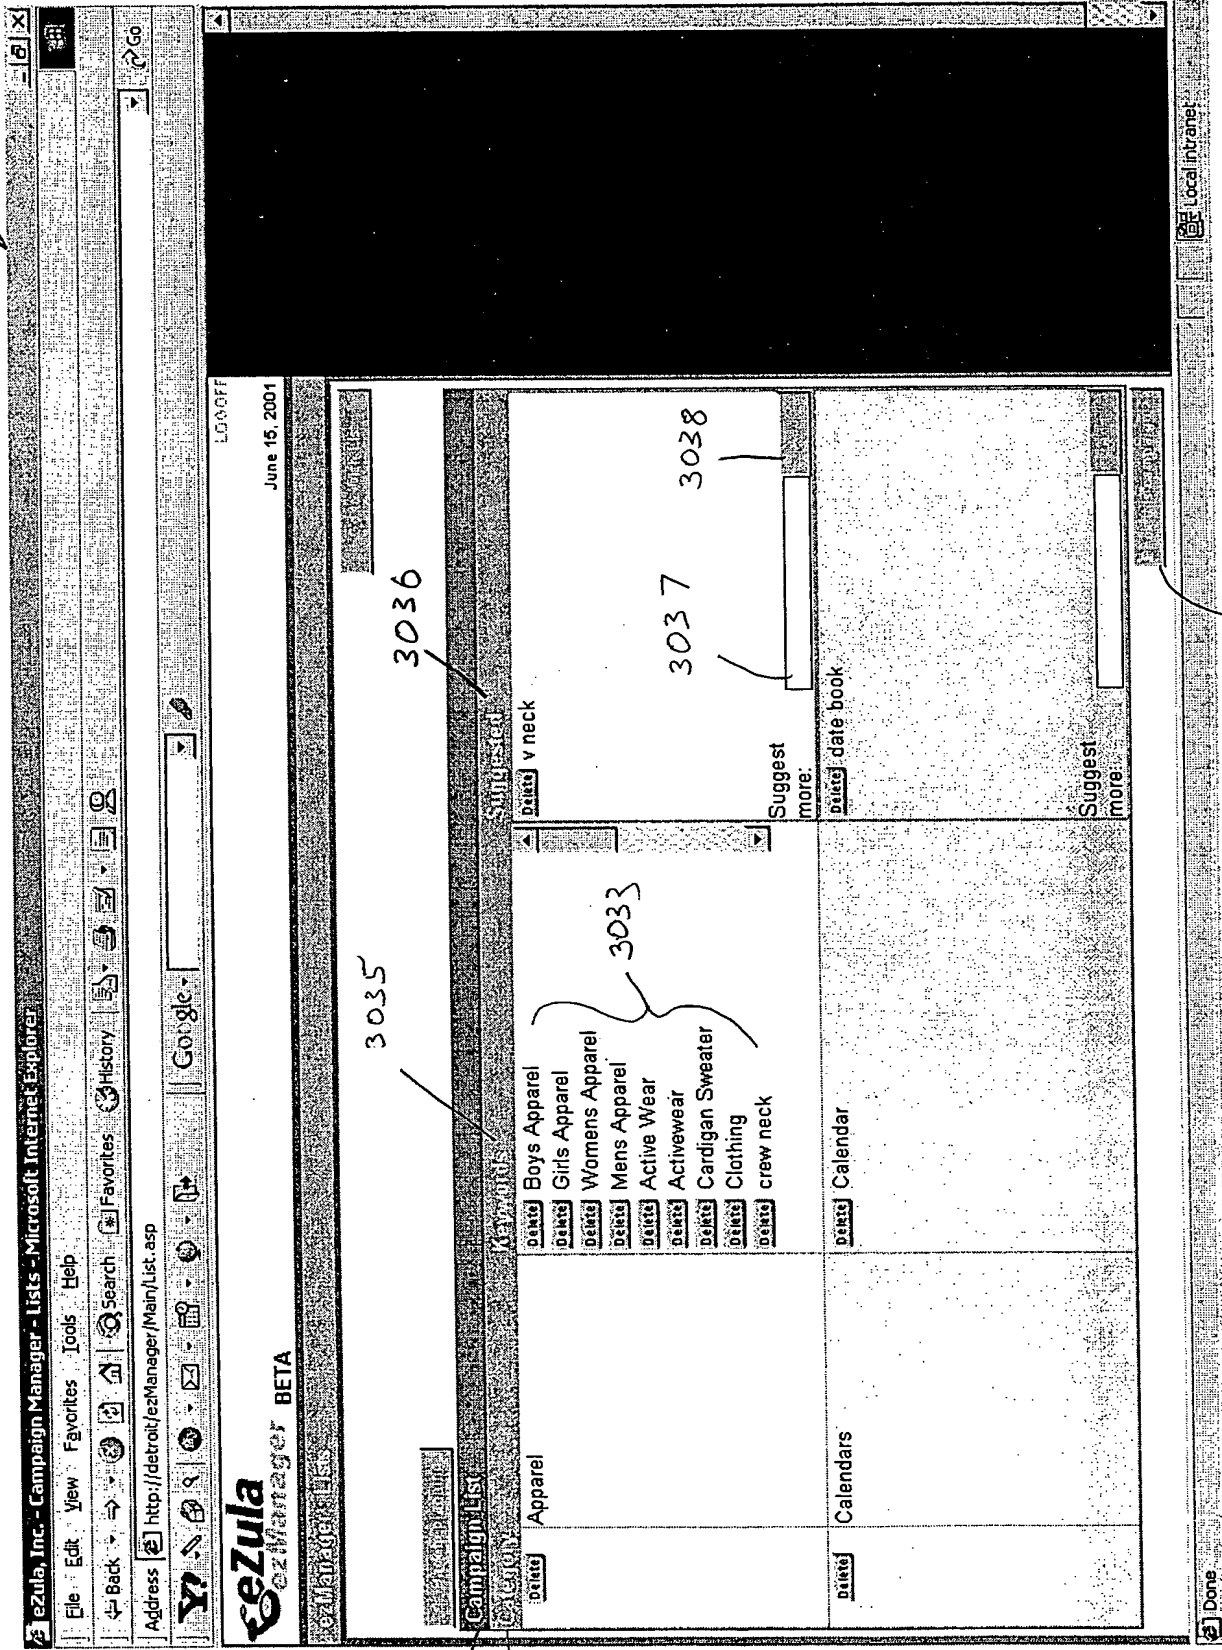 eZula, Inc. - Campaign Manager - Lists - Microsoft Internet Explorer
File Edit View Favorites Tools Help
Back Search Favorites History
Address http://detroit/ezManager/Main/List.asp Go
Y! Google
eZula
ezManager BETA
LOGOFF
June 15, 2001
ezManager: Lists
3035
3036
Campaign List
Category Keywords Suggested
Delete Apparel
Delete Boys Apparel
Delete Girls Apparel
Delete Womens Apparel
Delete Mens Apparel
Delete Active Wear
Delete Activewear
Delete Cardigan Sweater
Delete Clothing
Delete crew neck
3033
Delete v neck
3037
3038
Suggest
more:
Delete Calendars
Delete Calendar
Delete date book
Suggest
more:
Done
Local intranet